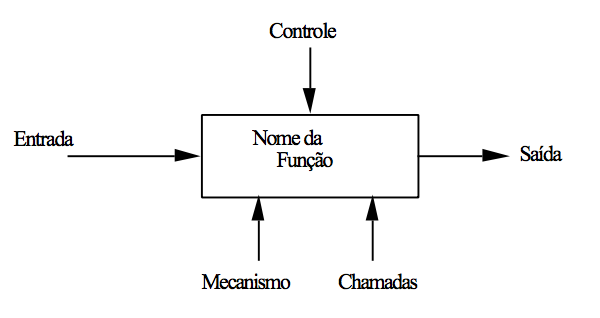 Controle
Entrada
Nome da
Função
Saída
Mecanismo
Chamadas